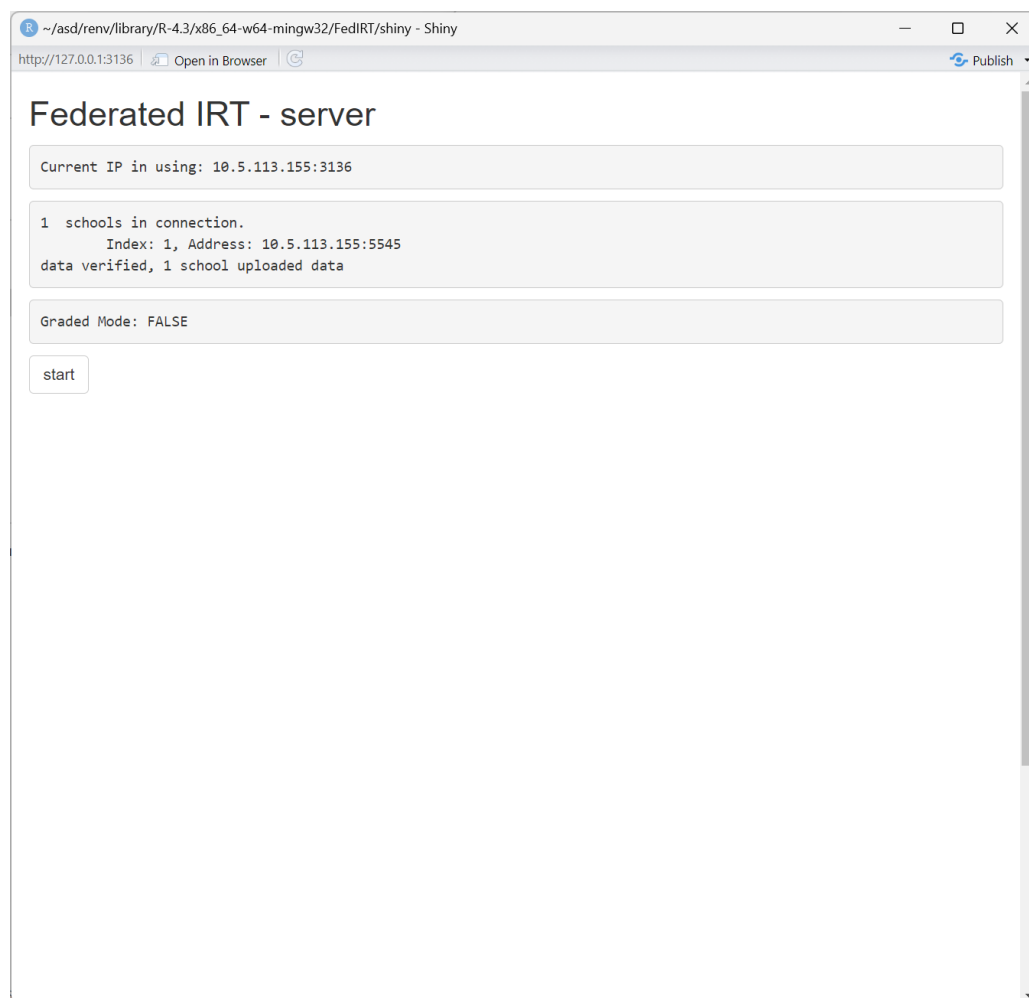 ~/asd/renv/library/R-4.3/x86_64-w64-mingw32/FedIRT/shiny - Shiny
http://127.0.0.1:3136 Open in Browser Publish
Federated IRT - server
Current IP in using: 10.5.113.155:3136
1  schools in connection.
Index: 1, Address: 10.5.113.155:5545
data verified, 1 school uploaded data
Graded Mode: FALSE
start